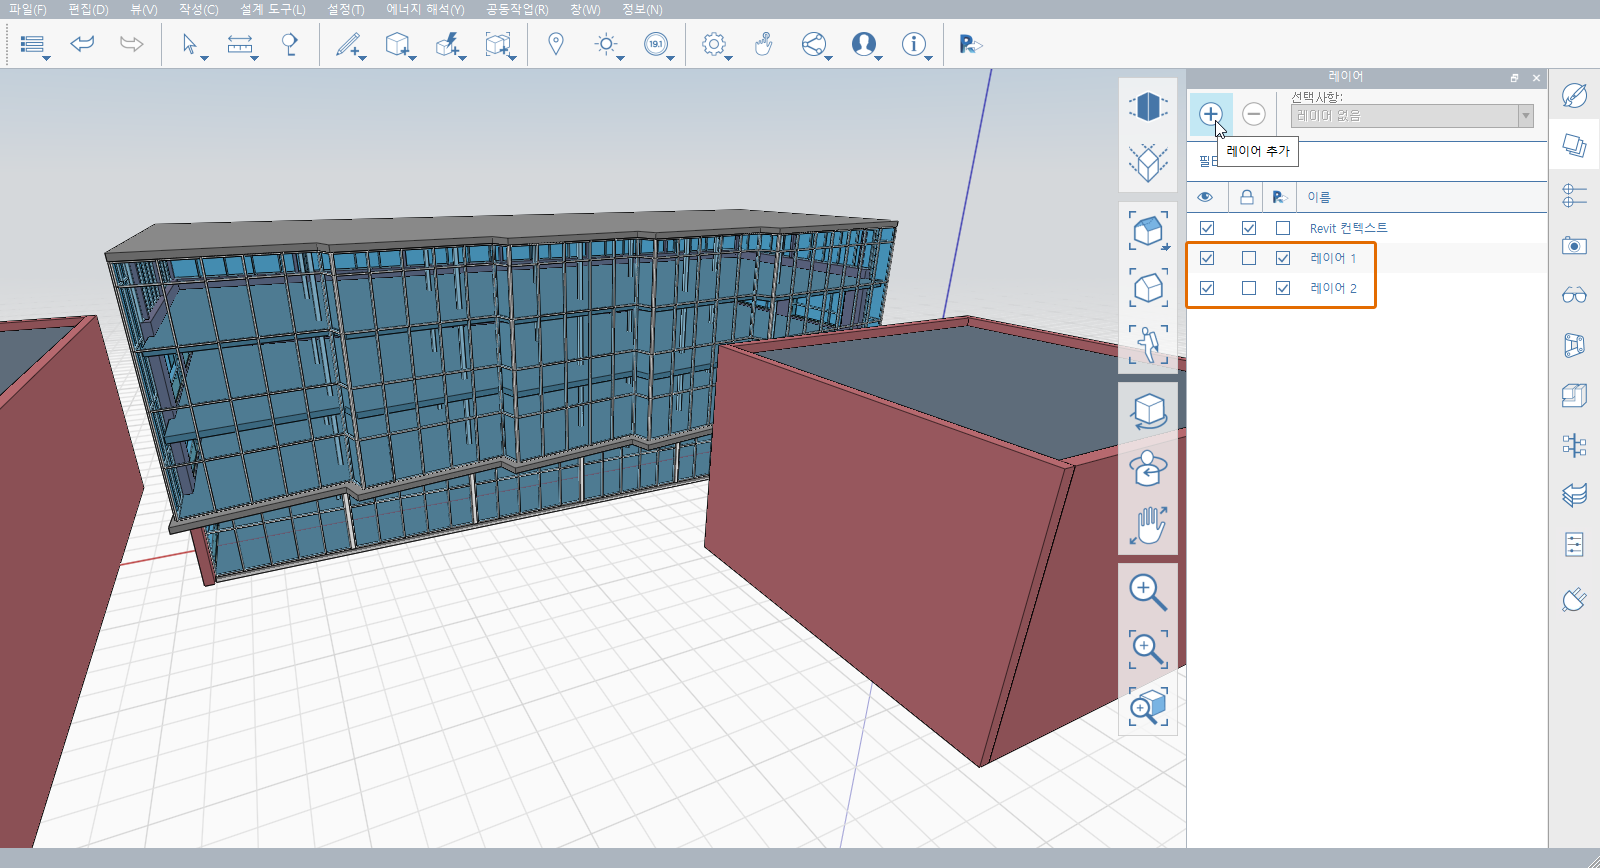 파일(F) 편집(D) 뷰(V) 작성(C) 설계 도구(L) 설정(T) 에너지 해석(Y) 공동작업(R) 창(W) 정보(N)
19.1
레이어
선택사항:
레이어 없음
레이어 추가
이름
Revit 컨텍스트
레이어 1
레이어 2